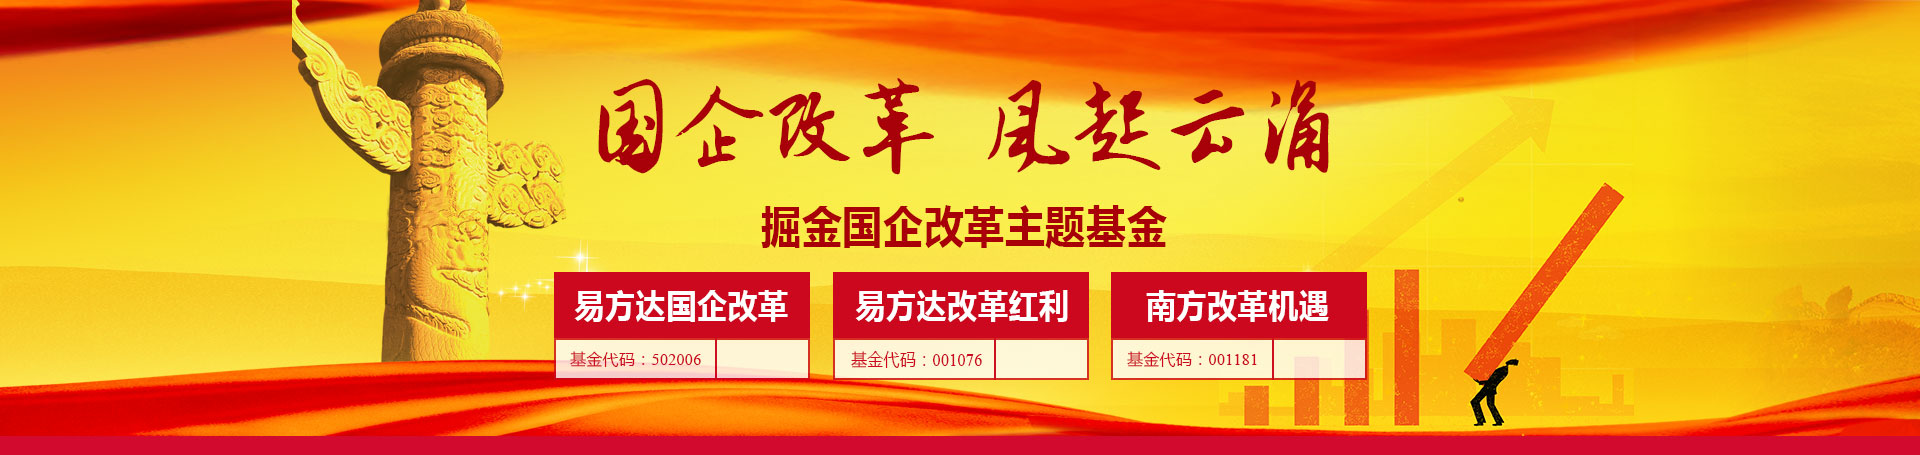 国企改革 风起云涌
掘金国企改革主题基金
易方达国企改革
基金代码：502006
易方达改革红利
基金代码：001076
南方改革机遇
基金代码：001181